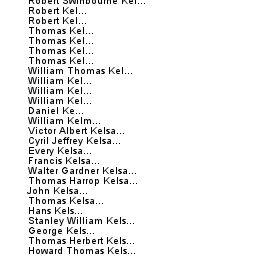 Robert Swinbourne Kel...
Robert Kel...
Robert Kel...
Thomas Kel...
Thomas Kel...
Thomas Kel...
Thomas Kel...
William Thomas Kel...
William Kel...
William Kel...
William Kel...
Daniel Ke...
William Kelm...
Victor Albert Kelsa...
Cyril Jeffrey Kelsa...
Every Kelsa...
Francis Kelsa...
Walter Gardner Kelsa...
Thomas Harrop Kelsa...
John Kelsa...
Thomas Kelsa...
Hans Kels...
Stanley William Kels...
George Kels...
Thomas Herbert Kels...
Howard Thomas Kels...